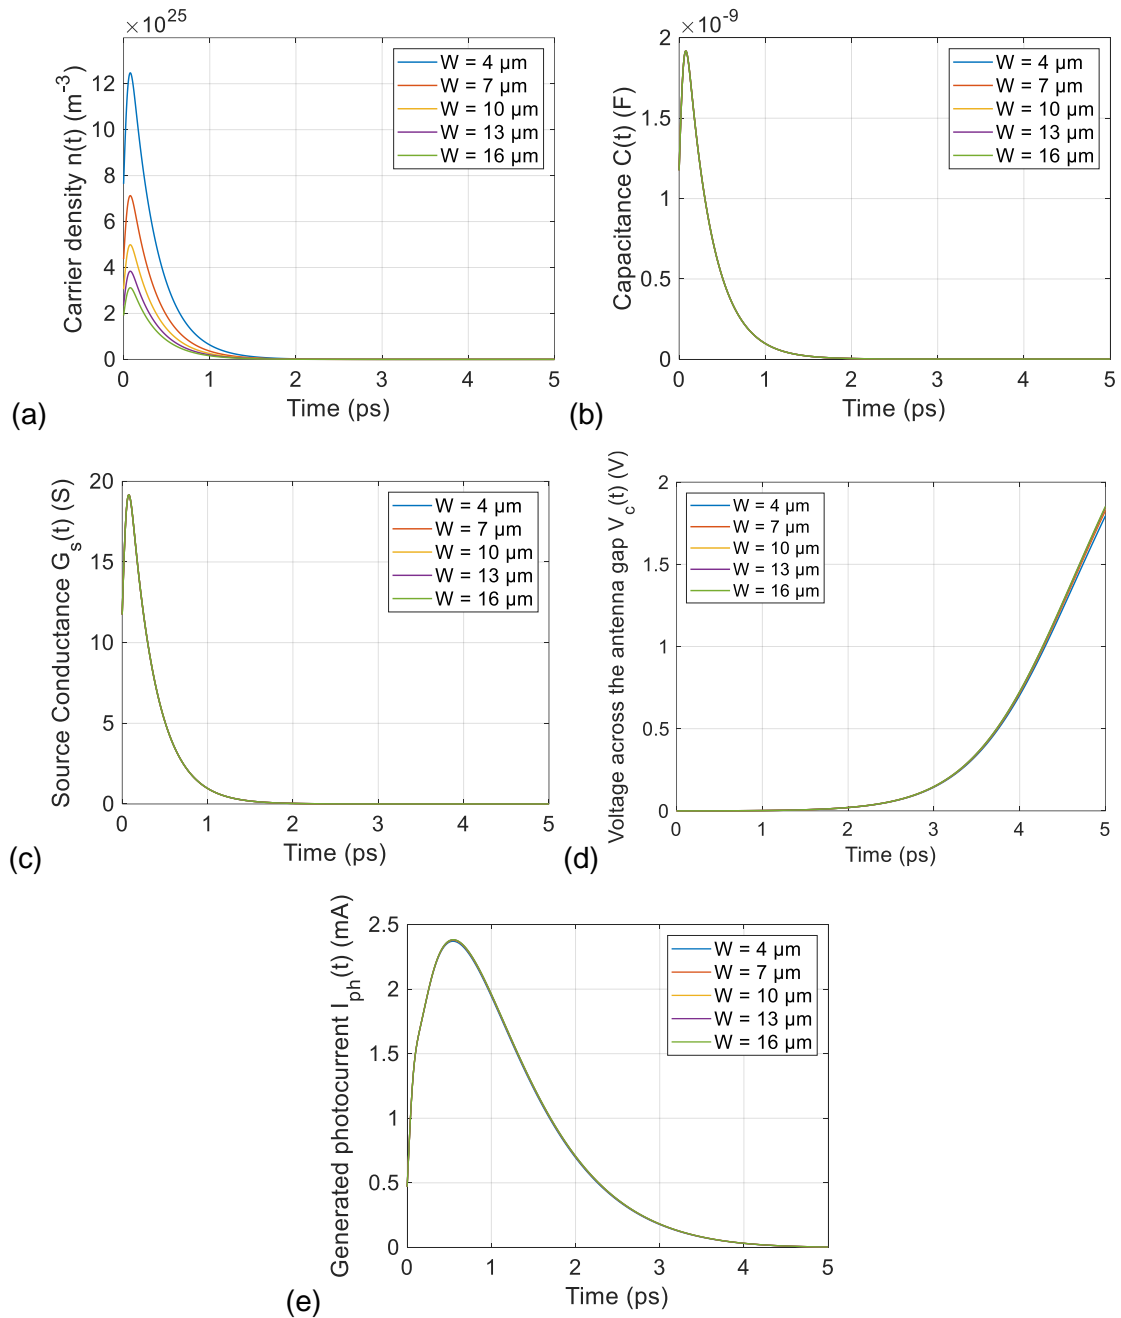 ×10²⁵
Carrier density n(t) (m⁻³)
12
10
8
6
4
2
0
0 1 2 3 4 5
Time (ps)
W = 4 µm
W = 7 µm
W = 10 µm
W = 13 µm
W = 16 µm
(a)
×10⁻⁹
Capacitance C(t) (F)
2
1.5
1
0.5
0
0 1 2 3 4 5
Time (ps)
W = 4 µm
W = 7 µm
W = 10 µm
W = 13 µm
W = 16 µm
(b)
Source Conductance Gₛ(t) (S)
20
15
10
5
0
0 1 2 3 4 5
Time (ps)
W = 4 µm
W = 7 µm
W = 10 µm
W = 13 µm
W = 16 µm
(c)
Voltage across the antenna gap V_c(t) (V)
2
1.5
1
0.5
0
0 1 2 3 4 5
Time (ps)
W = 4 µm
W = 7 µm
W = 10 µm
W = 13 µm
W = 16 µm
(d)
Generated photocurrent I_ph(t) (mA)
2.5
2
1.5
1
0.5
0
0 1 2 3 4 5
Time (ps)
W = 4 µm
W = 7 µm
W = 10 µm
W = 13 µm
W = 16 µm
(e)